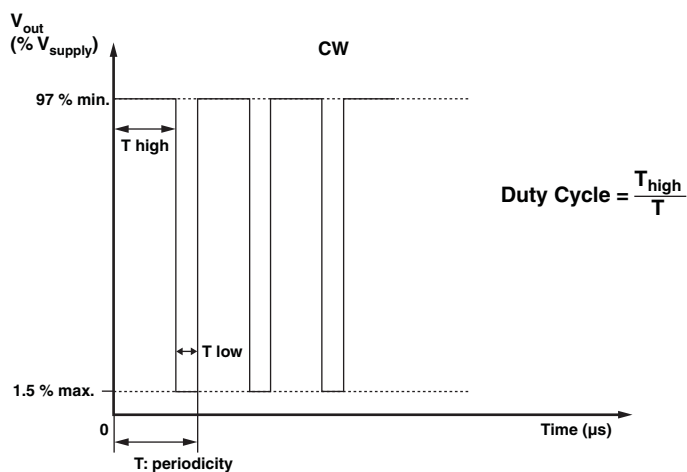 V_out
(% V_supply)
CW
97 % min.
T high
Duty Cycle = T_high / T
T low
1.5 % max.
0
Time (µs)
T: periodicity